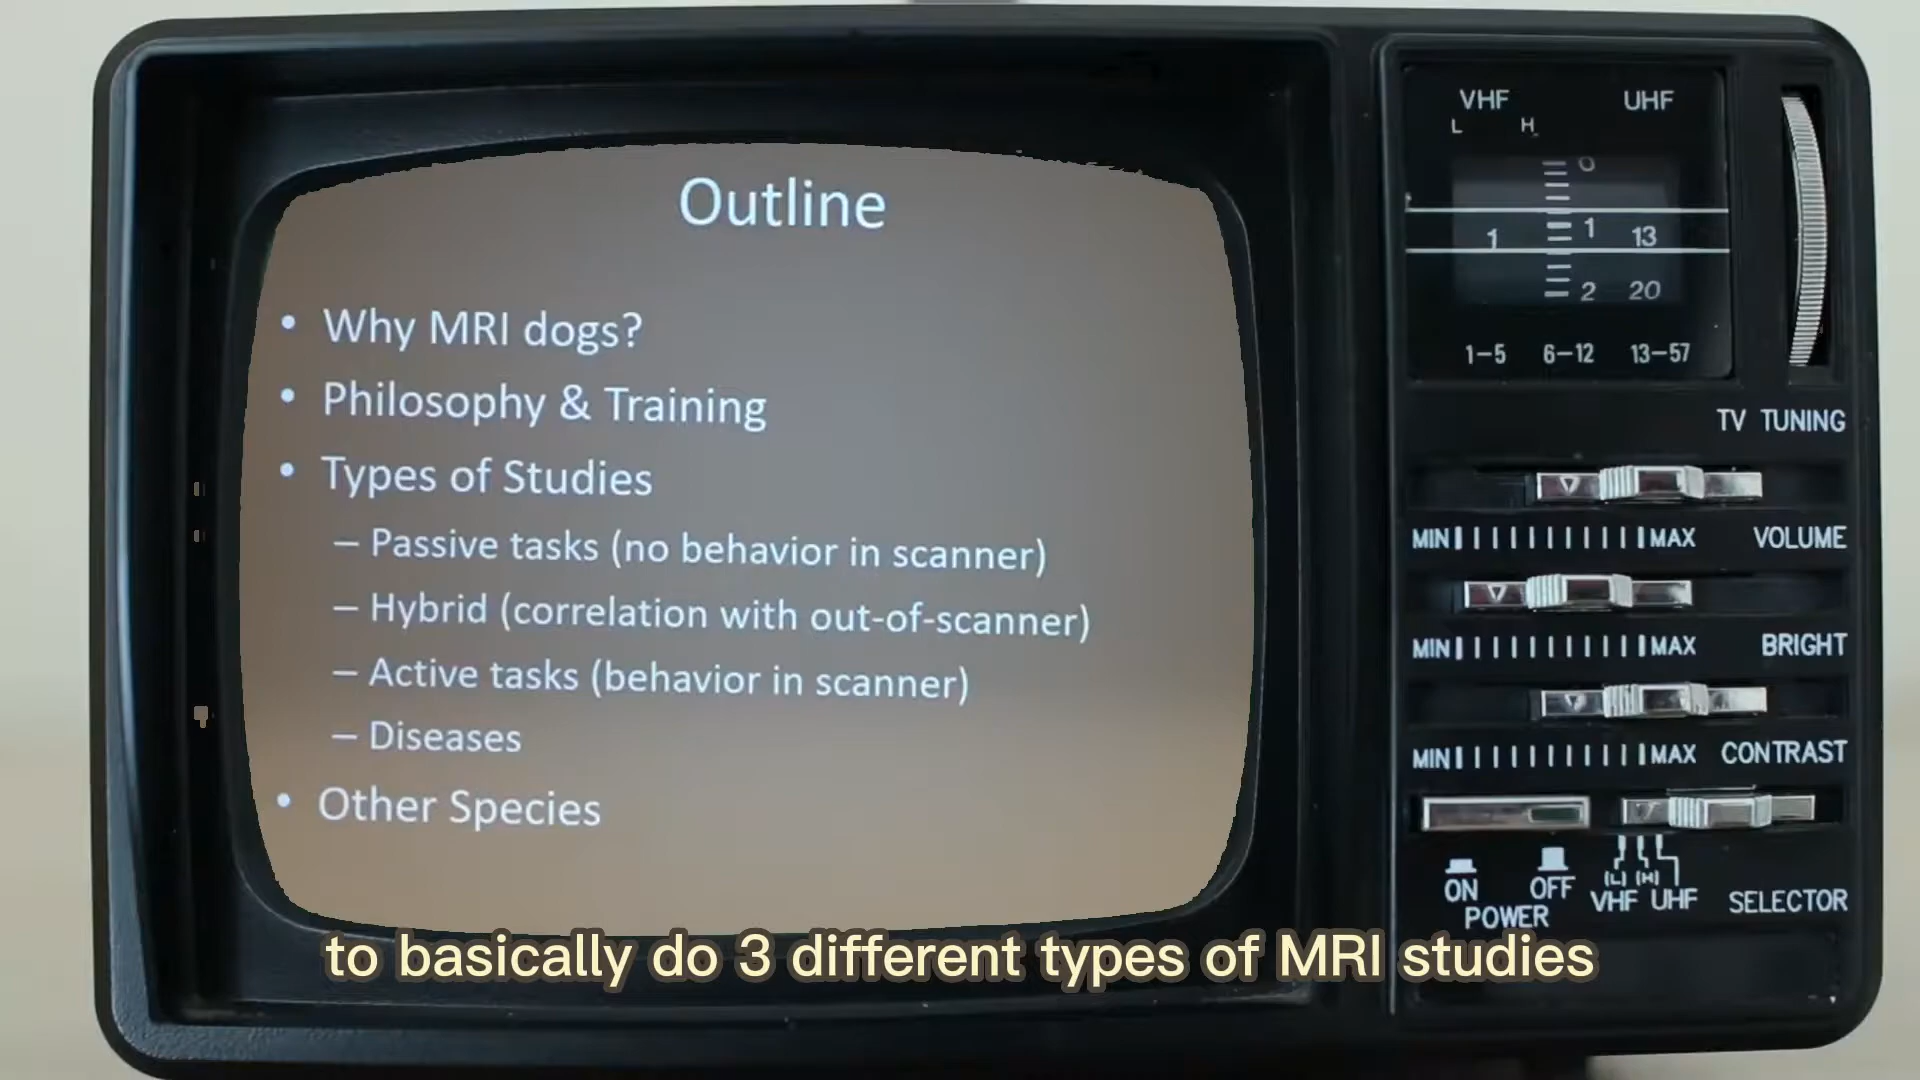 Outline
• Why MRI dogs?
• Philosophy & Training
• Types of Studies
– Passive tasks (no behavior in scanner)
– Hybrid (correlation with out-of-scanner)
– Active tasks (behavior in scanner)
– Diseases
• Other Species
VHF UHF
L H
0
1 1 13
2 20
1-5 6-12 13-57
TV TUNING
MIN MAX VOLUME
MIN MAX BRIGHT
MIN MAX CONTRAST
ON OFF
POWER
(L) (H)
VHF UHF
SELECTOR
to basically do 3 different types of MRI studies